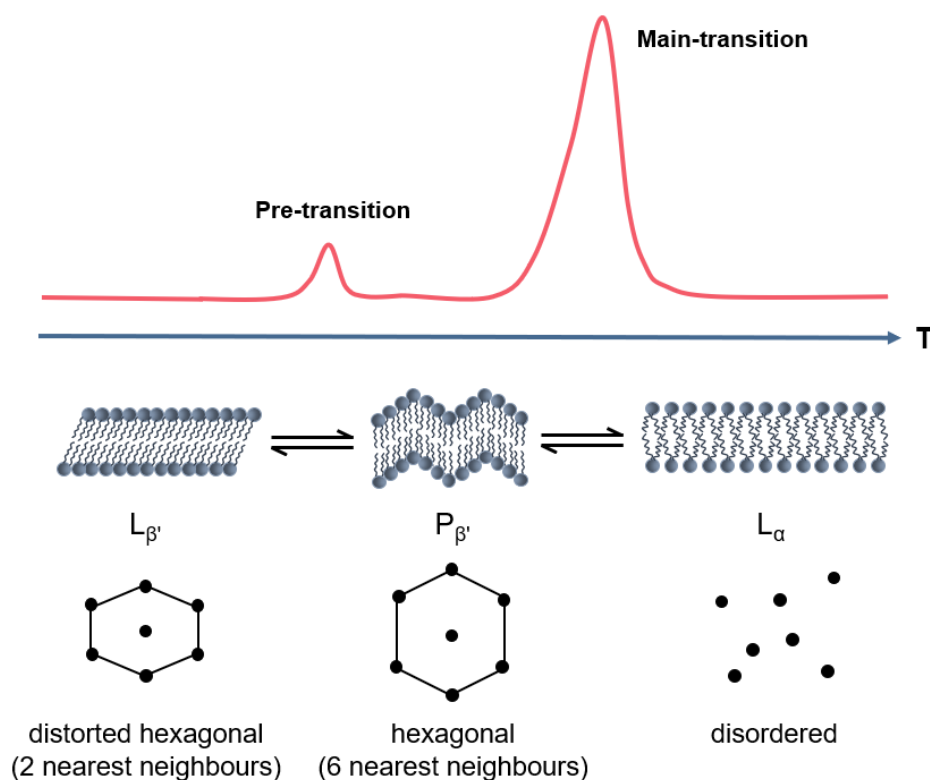 Main-transition
Pre-transition
T
Lβ'
Pβ'
Lα
distorted hexagonal
(2 nearest neighbours)
hexagonal
(6 nearest neighbours)
disordered